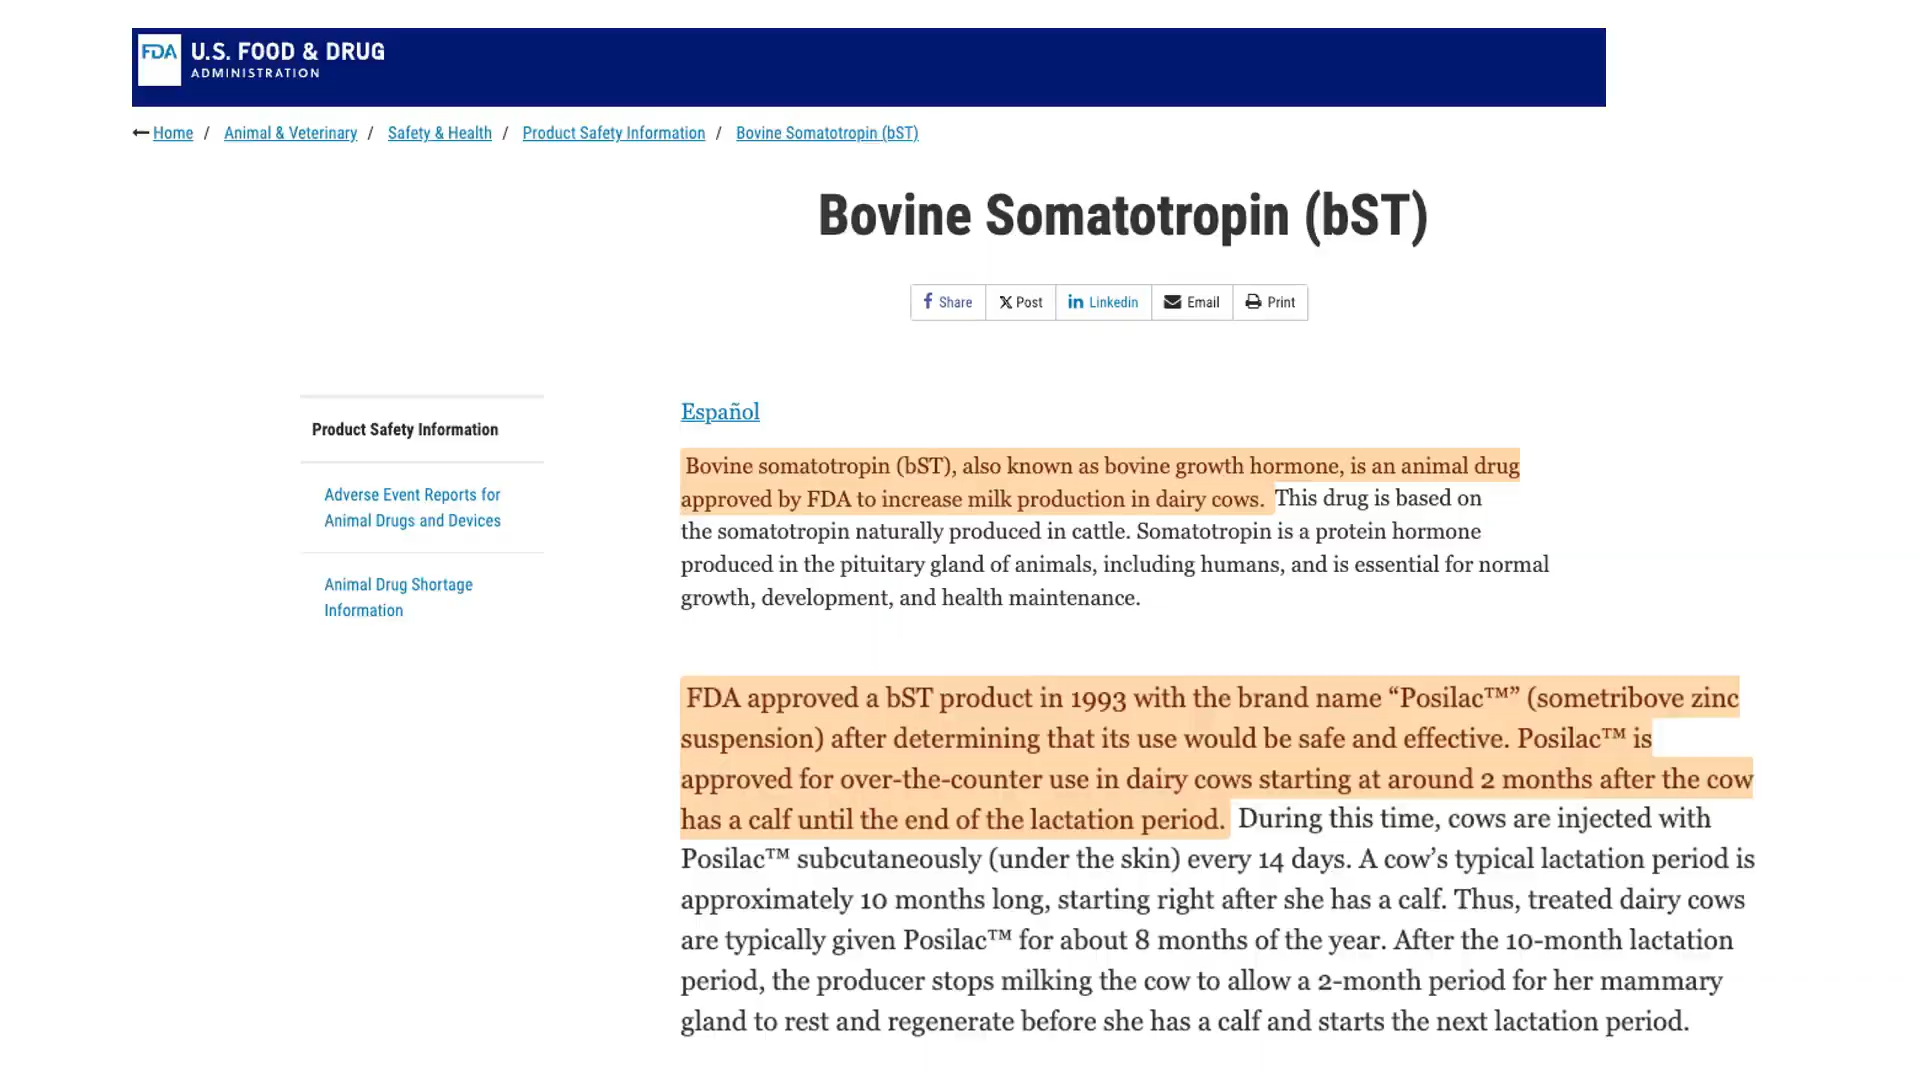 FDA U.S. FOOD & DRUG
ADMINISTRATION
Home / Animal & Veterinary / Safety & Health / Product Safety Information / Bovine Somatotropin (bST)
Bovine Somatotropin (bST)
Share Post Linkedin Email Print
Product Safety Information
Adverse Event Reports for
Animal Drugs and Devices
Animal Drug Shortage
Information
Español
Bovine somatotropin (bST), also known as bovine growth hormone, is an animal drug
approved by FDA to increase milk production in dairy cows. This drug is based on
the somatotropin naturally produced in cattle. Somatotropin is a protein hormone
produced in the pituitary gland of animals, including humans, and is essential for normal
growth, development, and health maintenance.
FDA approved a bST product in 1993 with the brand name “Posilac™” (sometribove zinc
suspension) after determining that its use would be safe and effective. Posilac™ is
approved for over-the-counter use in dairy cows starting at around 2 months after the cow
has a calf until the end of the lactation period. During this time, cows are injected with
Posilac™ subcutaneously (under the skin) every 14 days. A cow’s typical lactation period is
approximately 10 months long, starting right after she has a calf. Thus, treated dairy cows
are typically given Posilac™ for about 8 months of the year. After the 10-month lactation
period, the producer stops milking the cow to allow a 2-month period for her mammary
gland to rest and regenerate before she has a calf and starts the next lactation period.